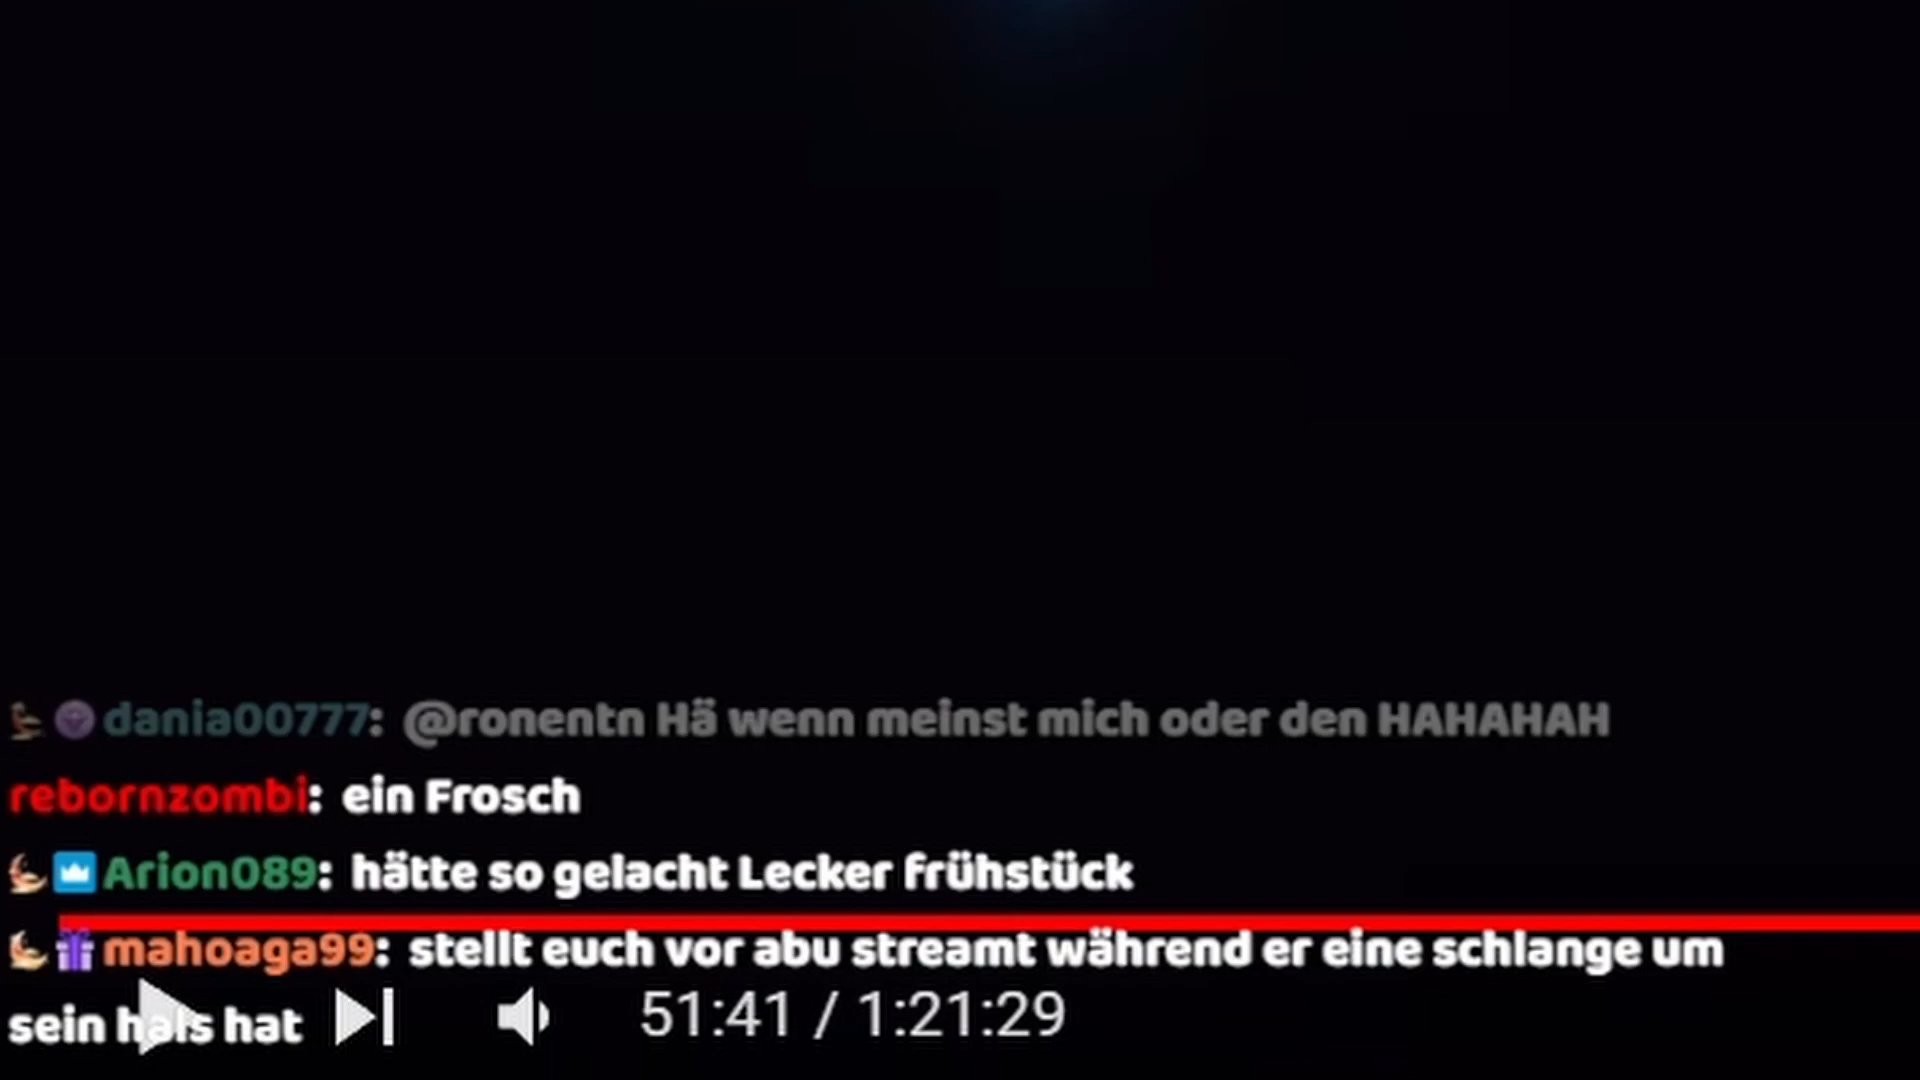 dania00777: @ronentn Hä wenn meinst mich oder den HAHAHAH
rebornzombi: ein Frosch
Arion089: hätte so gelacht Lecker frühstück
mahoaga99: stellt euch vor abu streamt während er eine schlange um
sein hals hat
51:41 / 1:21:29